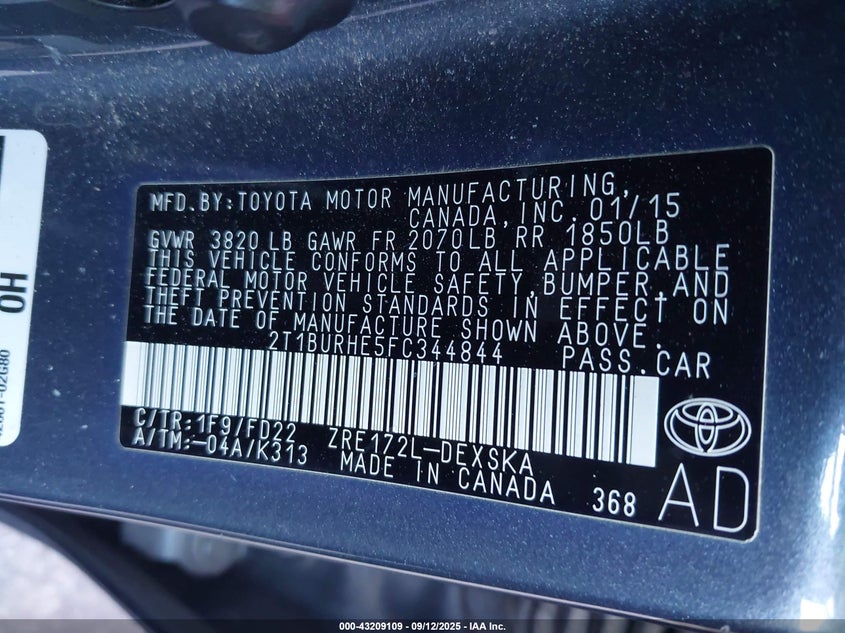 MFD.BY:TOYOTA MOTOR MANUFACTURING,
CANADA,INC. 01/15
GVWR 3820 LB GAWR FR 2070LB RR 1850LB
THIS VEHICLE CONFORMS TO ALL APPLICABLE
FEDERAL MOTOR VEHICLE SAFETY,BUMPER,AND
THEFT PREVENTION STANDARDS IN EFFECT ON
THE DATE OF MANUFACTURE SHOWN ABOVE.
2T1BURHE5FC344844 PASS.CAR
C/TR:1F9/FD22 ZRE172L-DEXSKA
A/TM:-04A/K313 MADE IN CANADA 368
AD
OH
000-43209109 - 09/12/2025 - IAA Inc.